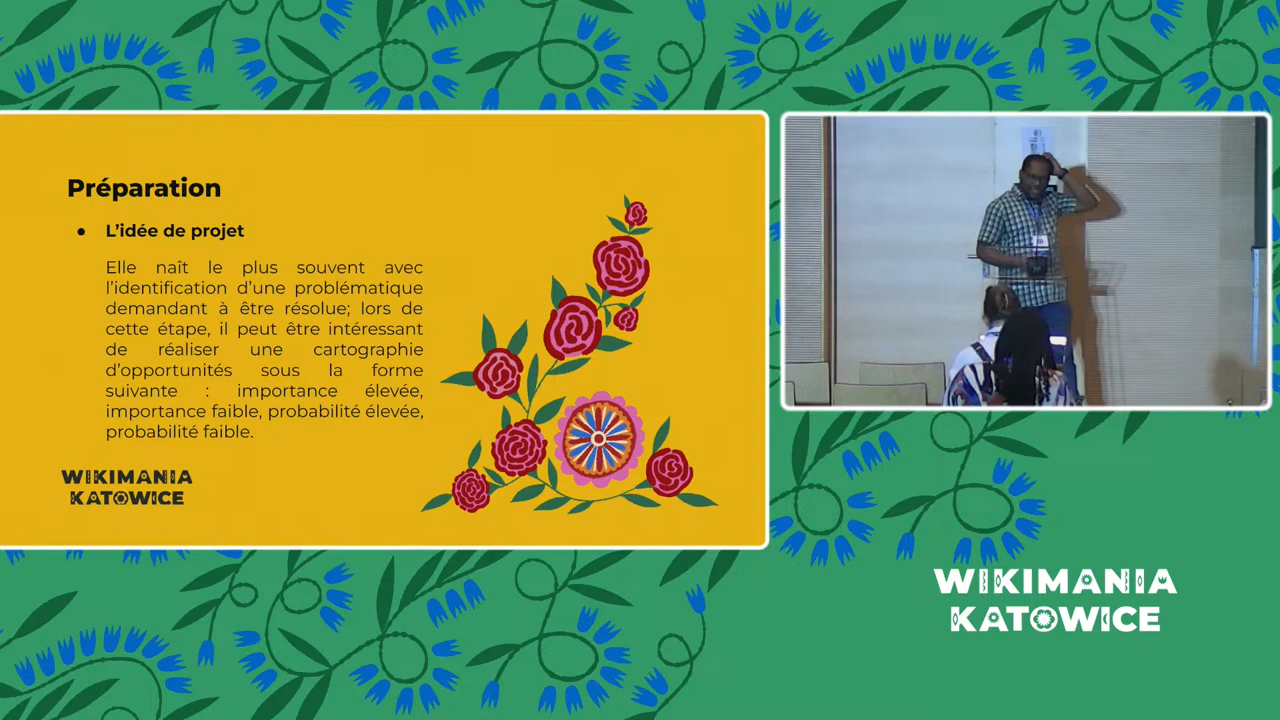 Préparation
● L’idée de projet
Elle naît le plus souvent avec
l’identification d’une problématique
demandant à être résolue; lors de
cette étape, il peut être intéressant
de réaliser une cartographie
d’opportunités sous la forme
suivante : importance élevée,
importance faible, probabilité élevée,
probabilité faible.
WIKIMANIA
KATOWICE
WIKIMANIA
KATOWICE